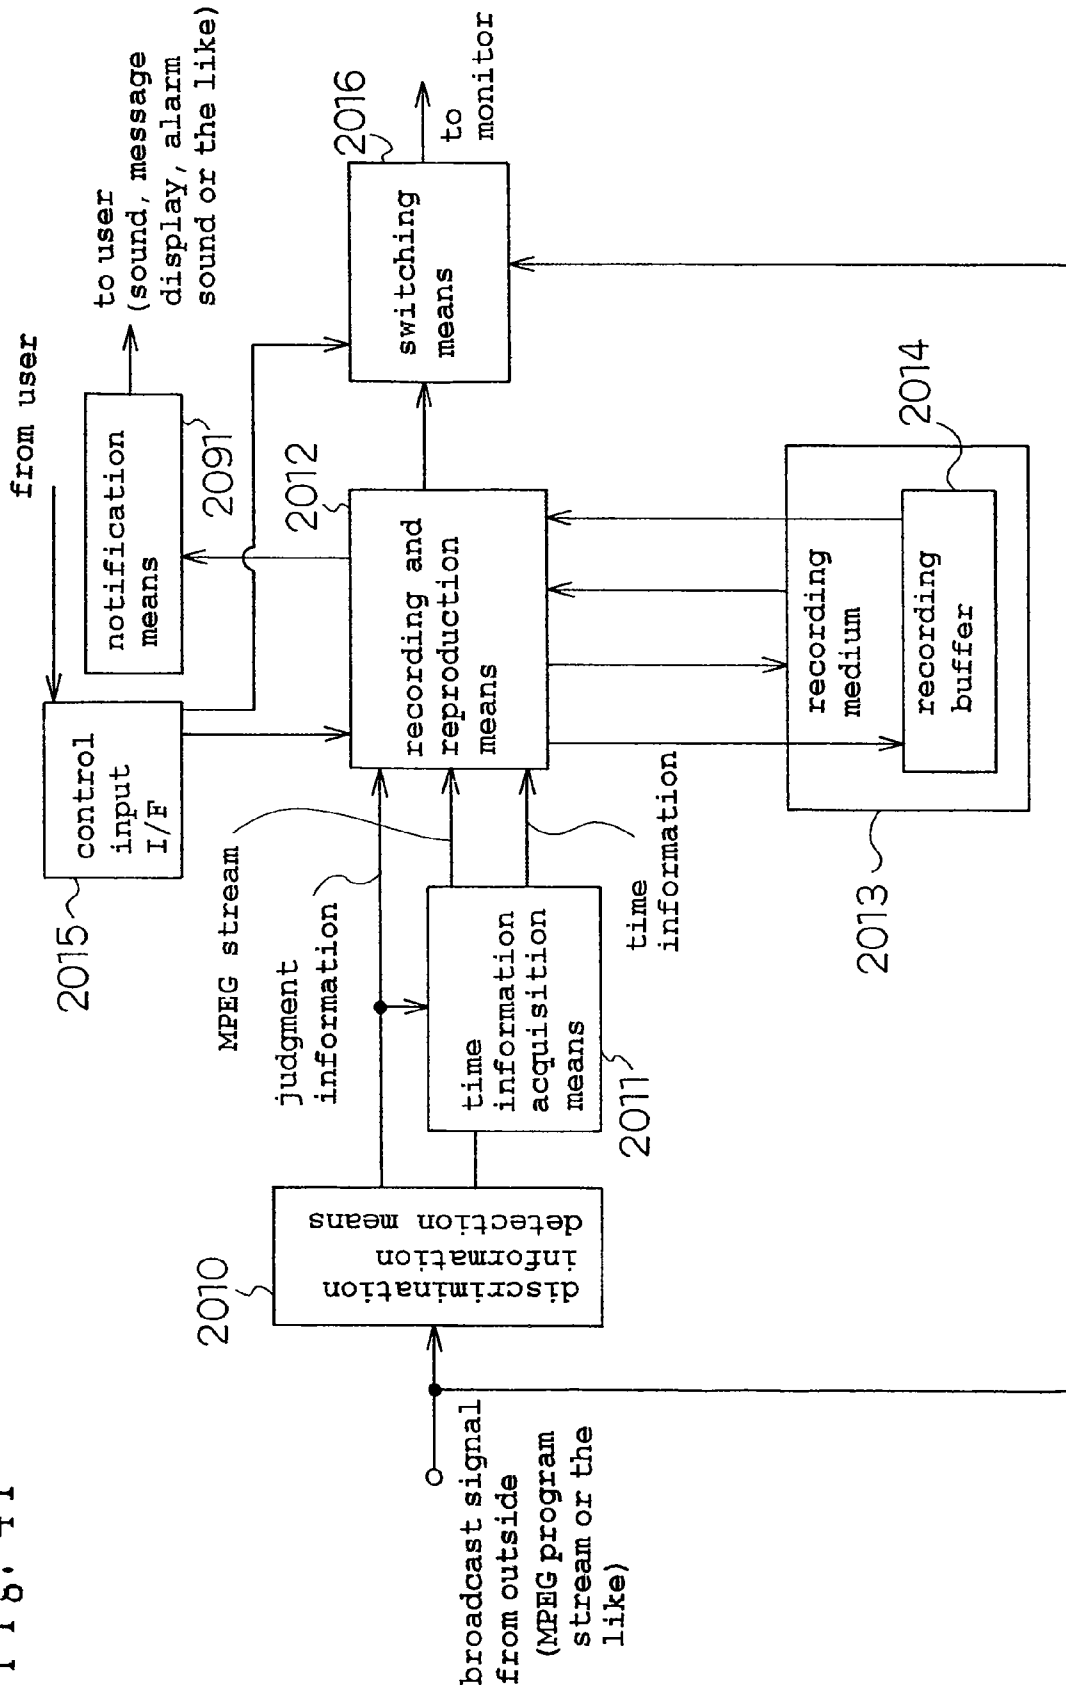 Fig. 41
from user
to user
(sound, message
display, alarm
sound or the like)
2015
control
input
I/F
notification
means
2091
2012
2016
switching
means
to
monitor
MPEG stream
judgment
information
recording and
reproduction
means
2010
discrimination
information
detection means
time
information
acquisition
means
2011
time
information
broadcast signal
from outside
(MPEG program
stream or the
like)
2013
recording
medium
2014
recording
buffer